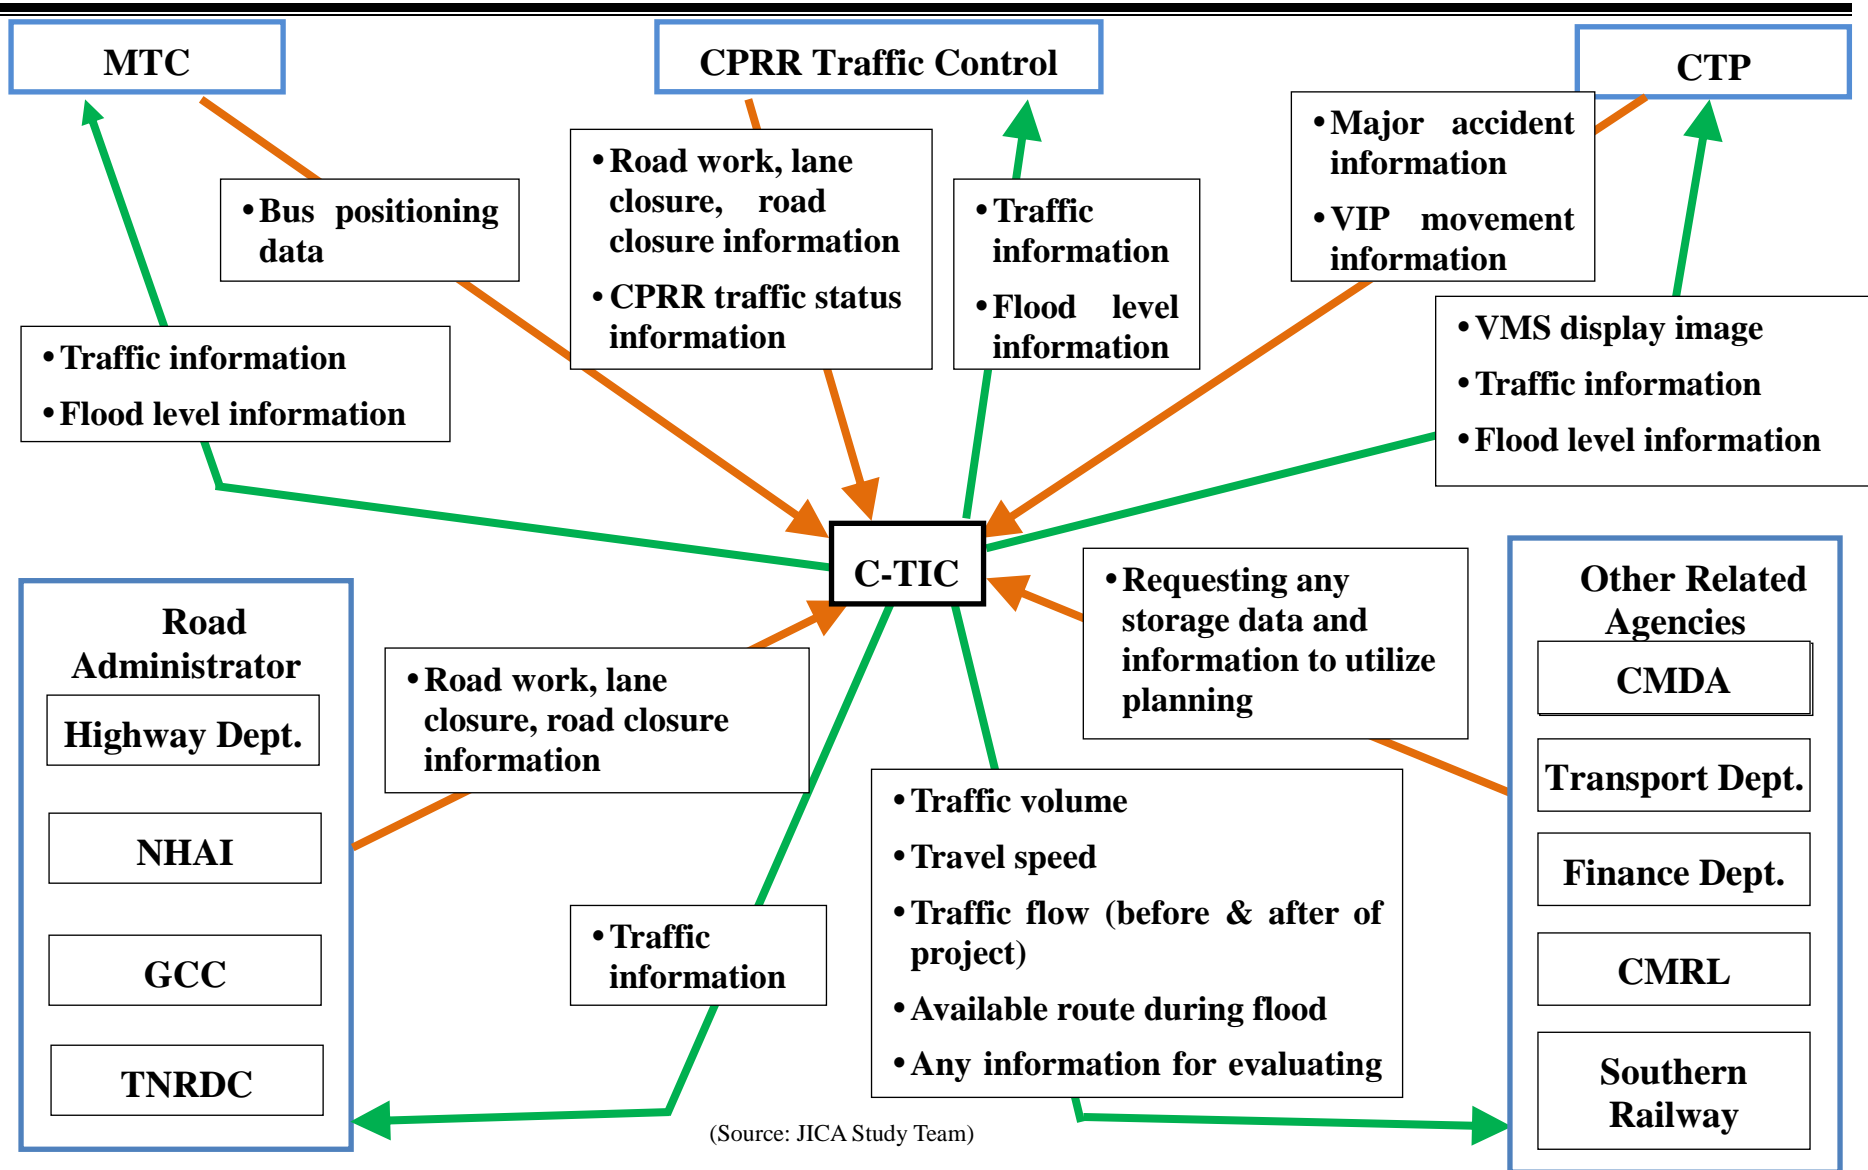 MTC
CPRR Traffic Control
CTP
•Bus positioning
data
•Road work, lane
closure, road
closure information
•CPRR traffic status
information
•Traffic
information
•Flood level
information
•Major accident
information
•VIP movement
information
•Traffic information
•Flood level information
•VMS display image
•Traffic information
•Flood level information
C-TIC
Road
Administrator
Highway Dept.
NHAI
GCC
TNRDC
•Road work, lane
closure, road closure
information
•Traffic
information
•Requesting any
storage data and
information to utilize
planning
•Traffic volume
•Travel speed
•Traffic flow (before & after of
project)
•Available route during flood
•Any information for evaluating
Other Related
Agencies
CMDA
Transport Dept.
Finance Dept.
CMRL
Southern
Railway
(Source: JICA Study Team)